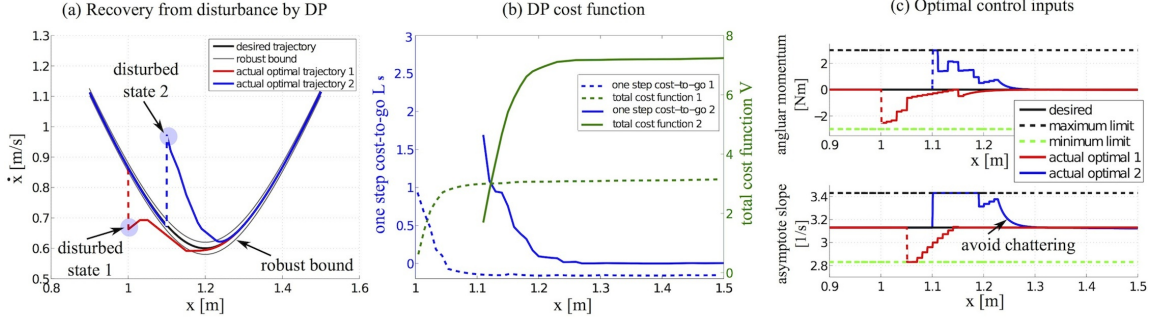 (a) Recovery from disturbance by DP
1.3
1.2
1.1
1
0.9
0.8
0.7
0.6
0.5
0.8
1
1.2
1.4
1.6
ẋ [m/s]
x [m]
desired trajectory
robust bound
actual optimal trajectory 1
actual optimal trajectory 2
disturbed
state 2
disturbed
state 1
robust bound
(b) DP cost function
3
2.5
2
1.5
1
0.5
0
1
1.1
1.2
1.3
1.4
1.5
8
6
4
2
0
one step cost-to-go L s
total cost function V
x [m]
one step cost-to-go 1
total cost function 1
one step cost-to-go 2
total cost function 2
(c) Optimal control inputs
angluar momentum
[Nm]
2
0
−2
0.9
1
1.1
1.2
1.3
x [m]
desired
maximum limit
minimum limit
actual optimal 1
actual optimal 2
asymptote slope
[1/s]
3.4
3.2
3
2.8
0.9
1
1.1
1.2
1.3
1.4
1.5
x [m]
avoid chattering